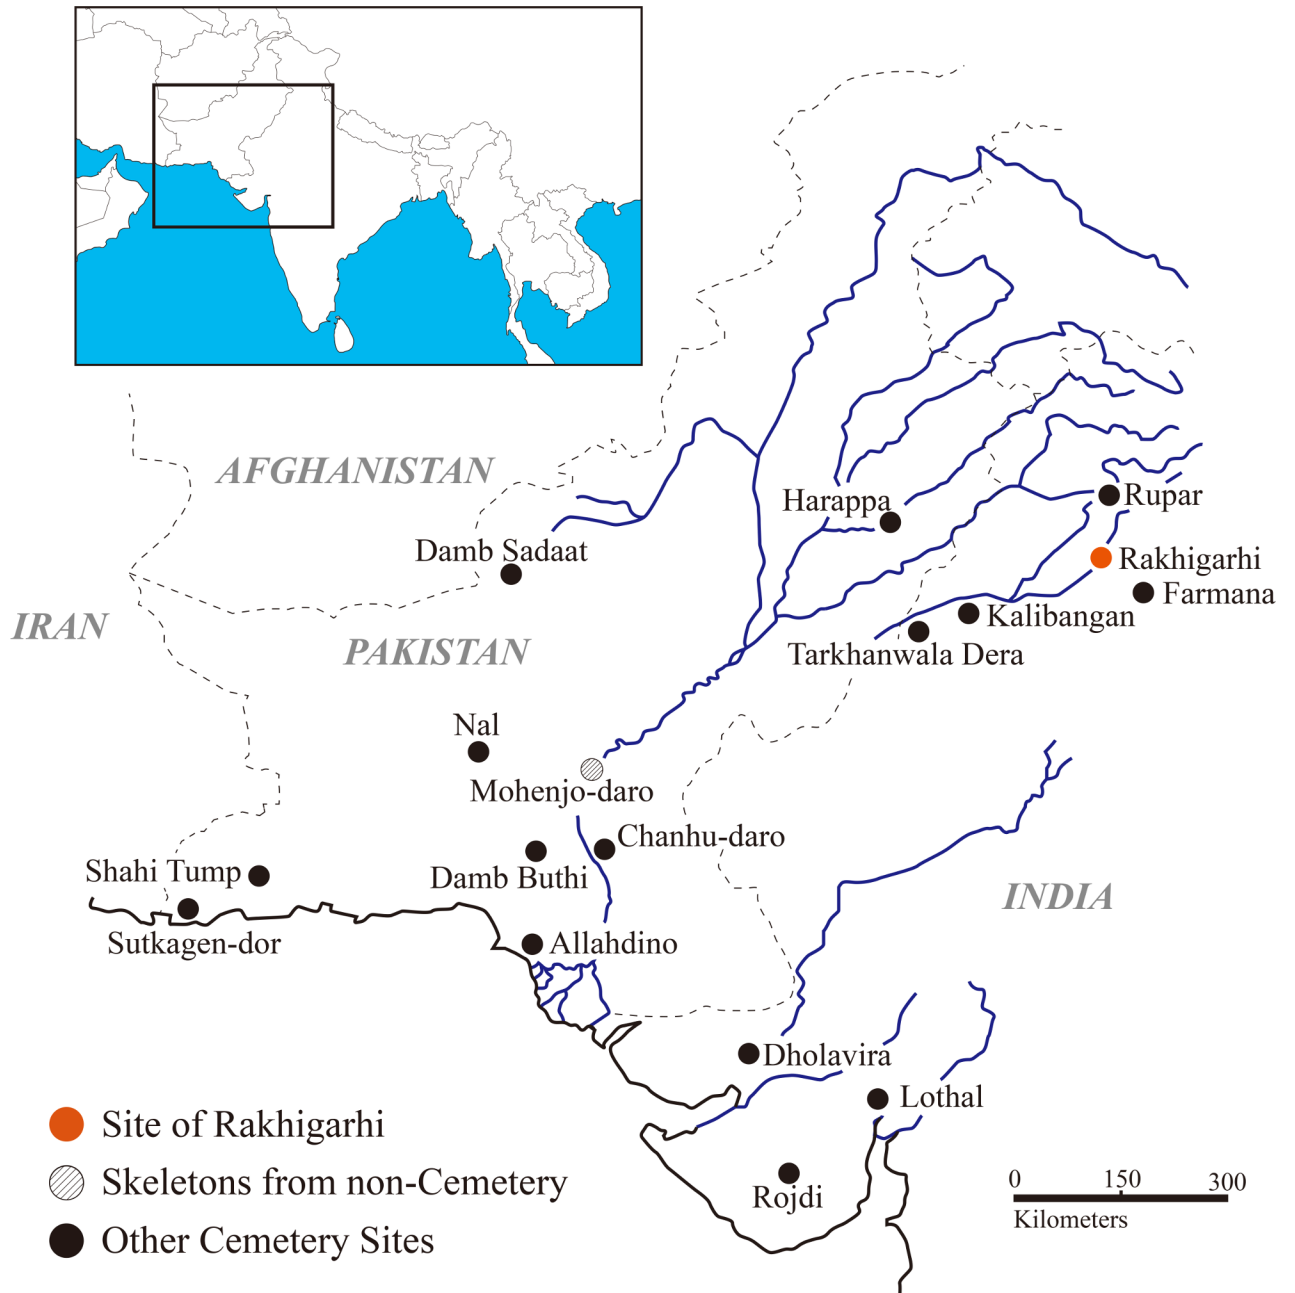 AFGHANISTAN
Harappa
Rupar
Damb Sadaat
Rakhigarhi
Farmana
IRAN
Kalibangan
PAKISTAN
Tarkhanwala Dera
Nal
Mohenjo-daro
Chanhu-daro
Shahi Tump
Damb Buthi
INDIA
Sutkagen-dor
Allahdino
Dholavira
Lothal
Rojdi
Site of Rakhigarhi
Skeletons from non-Cemetery
Other Cemetery Sites
0 150 300
Kilometers